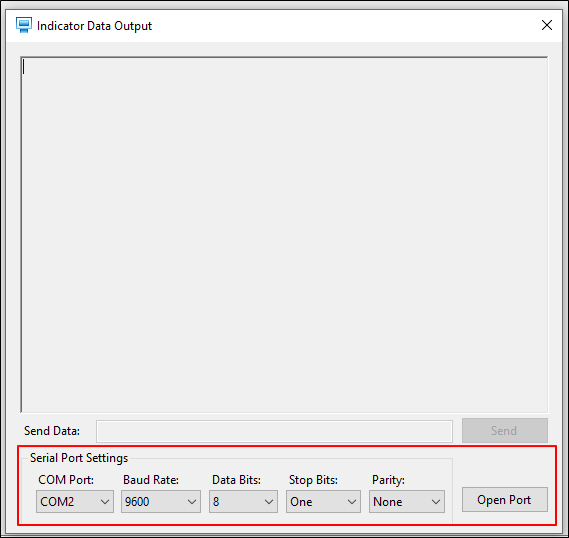 Indicator Data Output
Send Data:
Send
Serial Port Settings
COM Port: Baud Rate: Data Bits: Stop Bits: Parity:
COM2 9600 8 One None Open Port